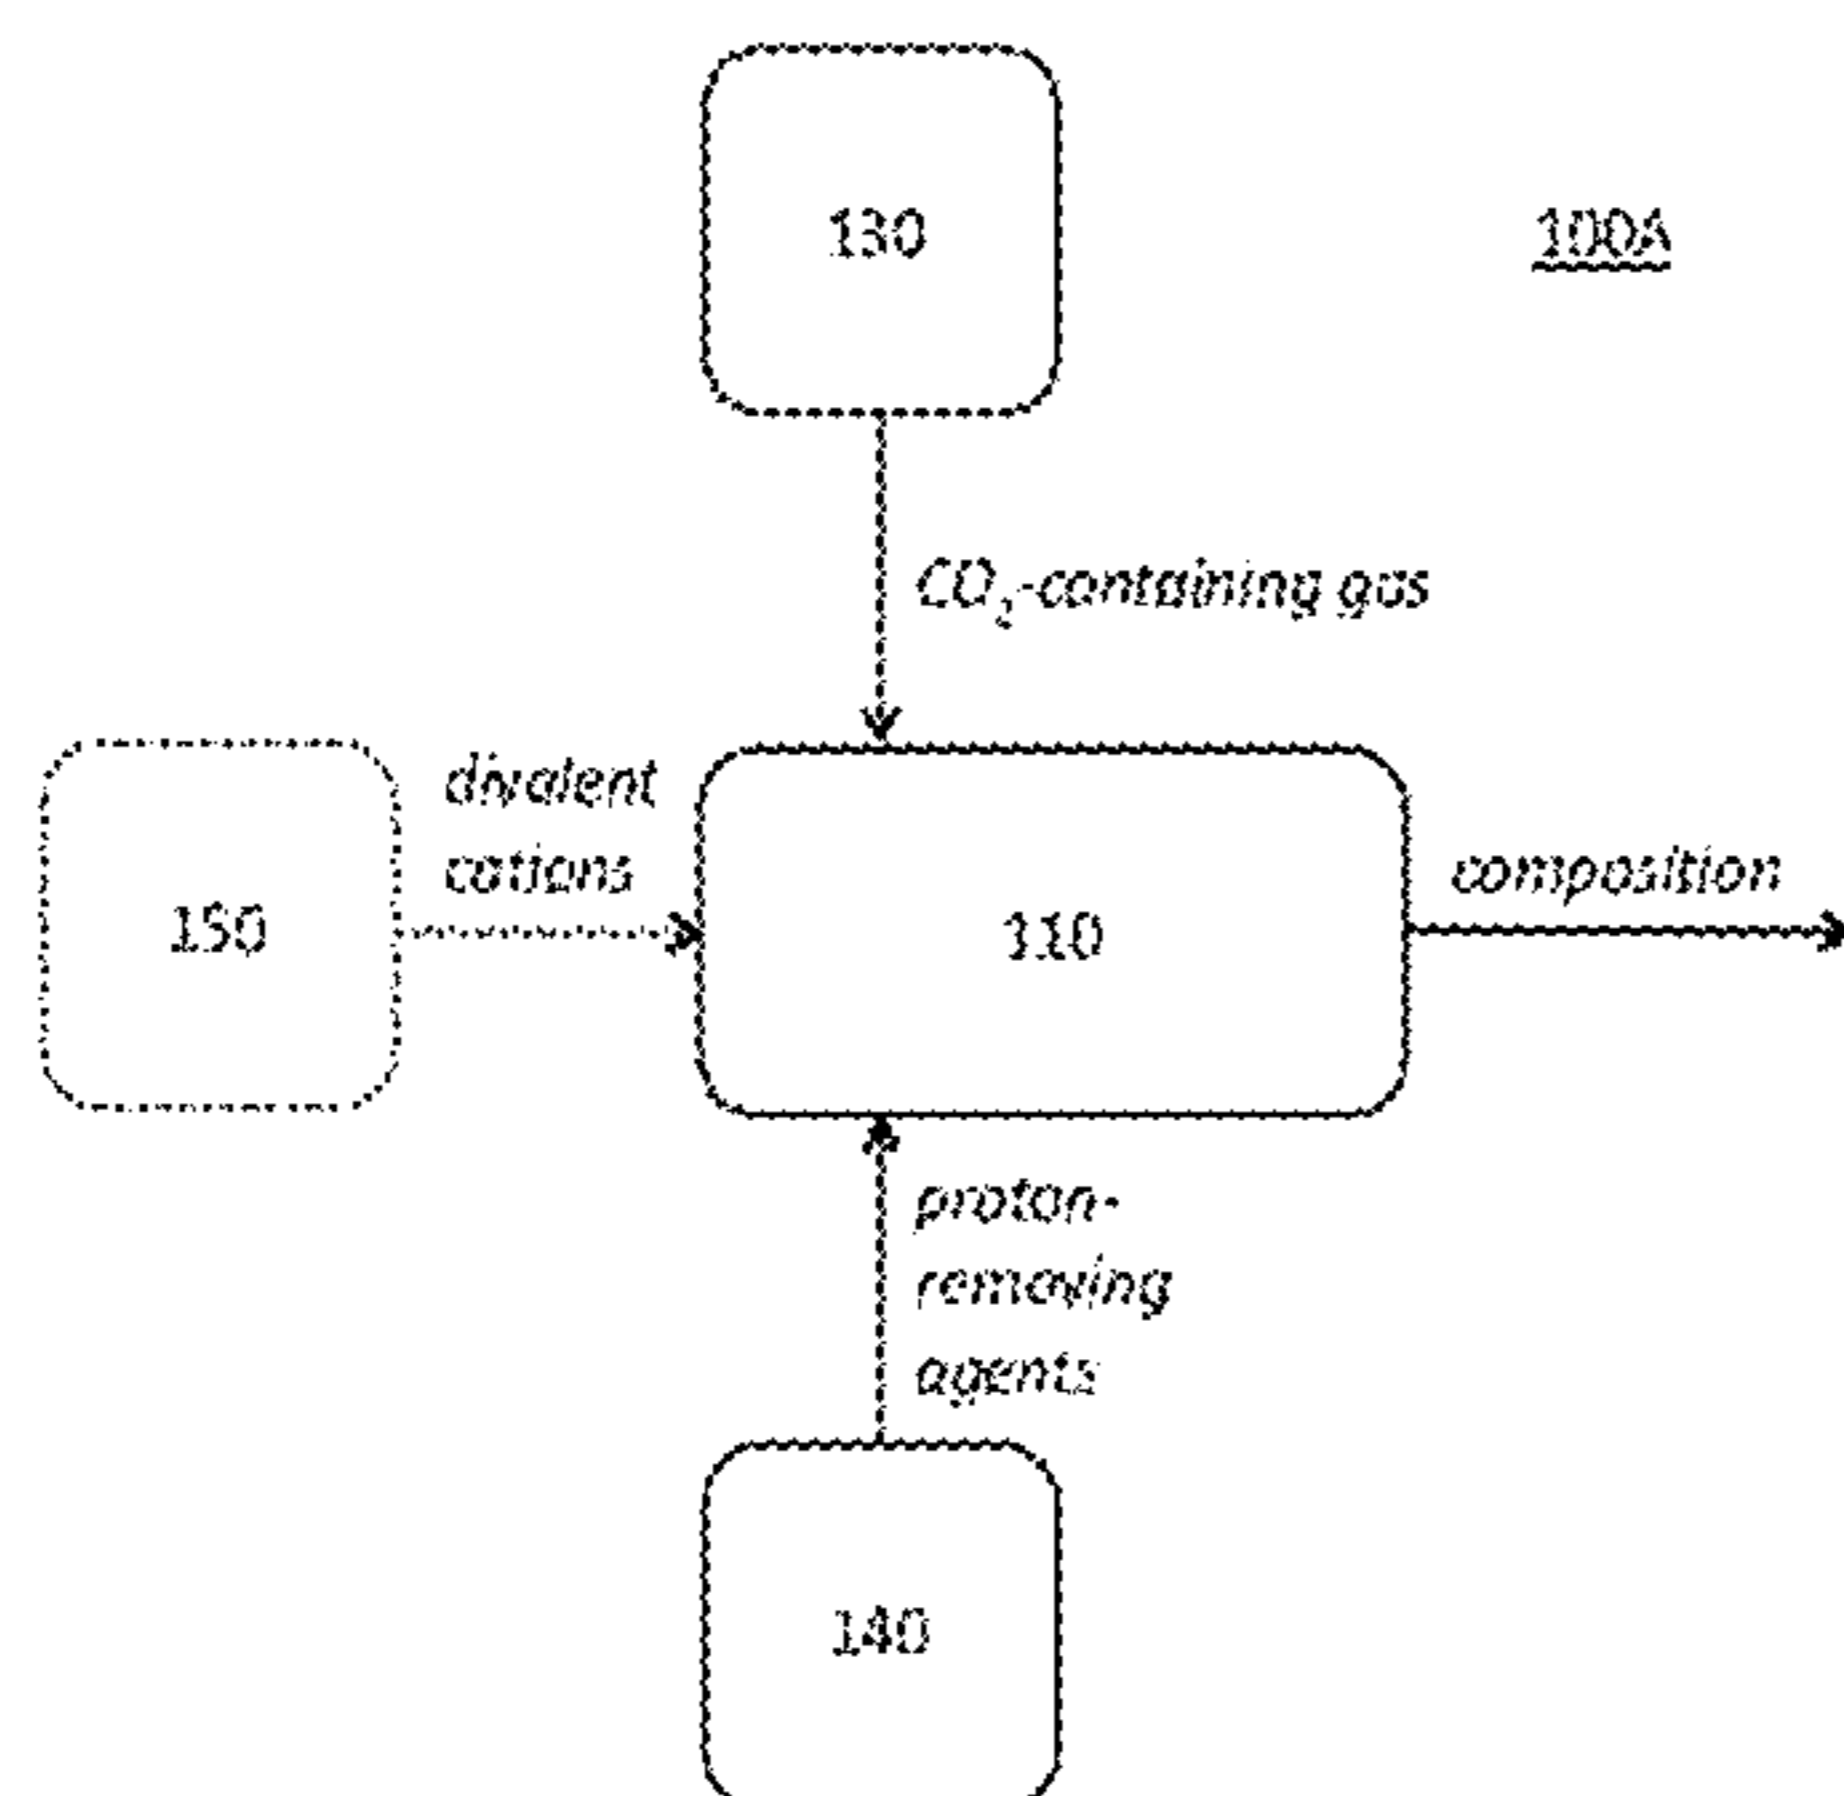 130
100A
CO₂-containing gas
divalent
cations
150
110
composition
proton-
removing
agents
140